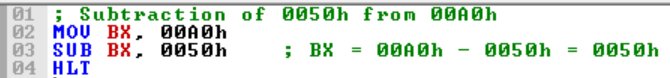 01 ; Subtraction of 0050h from 00A0h
02 MOV BX, 00A0h
03 SUB BX, 0050h ; BX = 00A0h - 0050h = 0050h
04 HLT